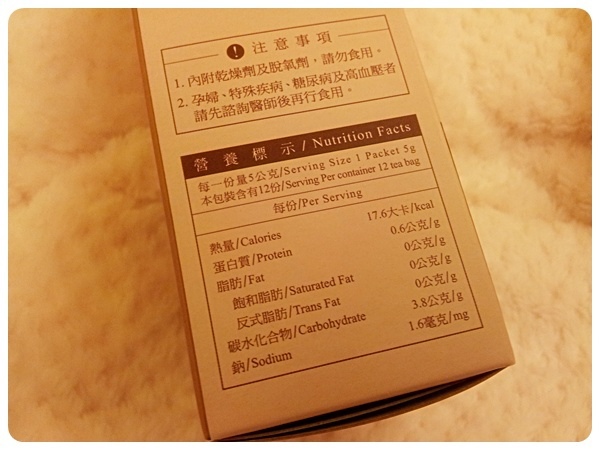 ! 注意事項
1. 內附乾燥劑及脫氧劑，請勿食用。
2. 孕婦、特殊疾病、糖尿病及高血壓者
請先諮詢醫師後再行食用。
營養標示/Nutrition Facts
每一份量5公克/Serving Size 1 Packet 5g
本包裝含有12份/Serving Per container 12 tea bag
每份/Per Serving
熱量/Calories 17.6大卡/kcal
蛋白質/Protein 0.6公克/g
脂肪/Fat 0公克/g
飽和脂肪/Saturated Fat 0公克/g
反式脂肪/Trans Fat 0公克/g
碳水化合物/Carbohydrate 3.8公克/g
鈉/Sodium 1.6毫克/mg